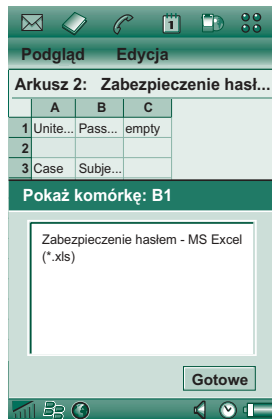 Podgląd Edycja
Arkusz 2: Zabezpieczenie hasł...
A B C
1 Unite... Pass... empty
2
3 Case Subje...
Pokaż komórkę: B1
Zabezpieczenie hasłem - MS Excel
(*.xls)
Gotowe